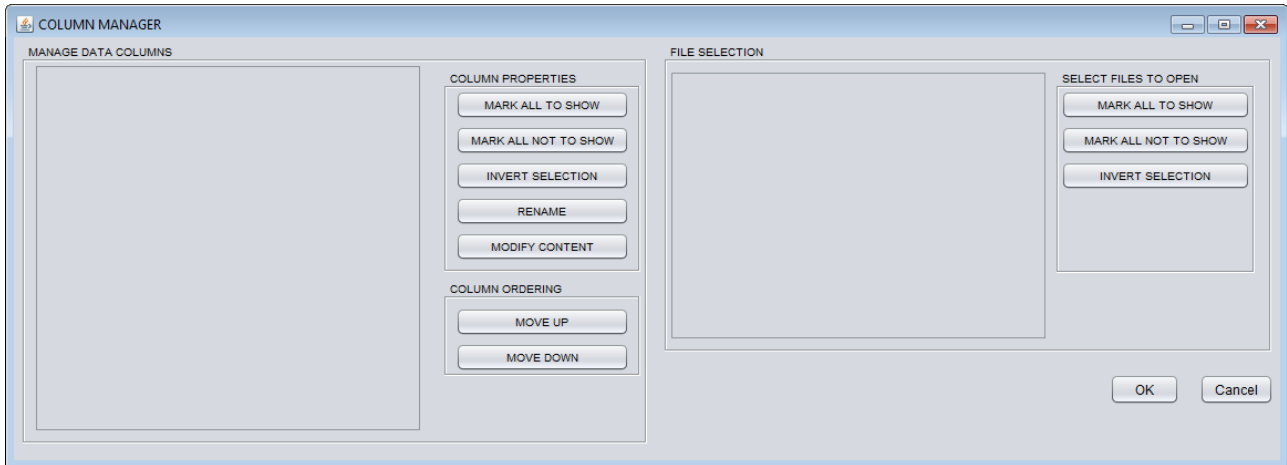 COLUMN MANAGER
MANAGE DATA COLUMNS
COLUMN PROPERTIES
MARK ALL TO SHOW
MARK ALL NOT TO SHOW
INVERT SELECTION
RENAME
MODIFY CONTENT
COLUMN ORDERING
MOVE UP
MOVE DOWN
FILE SELECTION
SELECT FILES TO OPEN
MARK ALL TO SHOW
MARK ALL NOT TO SHOW
INVERT SELECTION
OK
Cancel